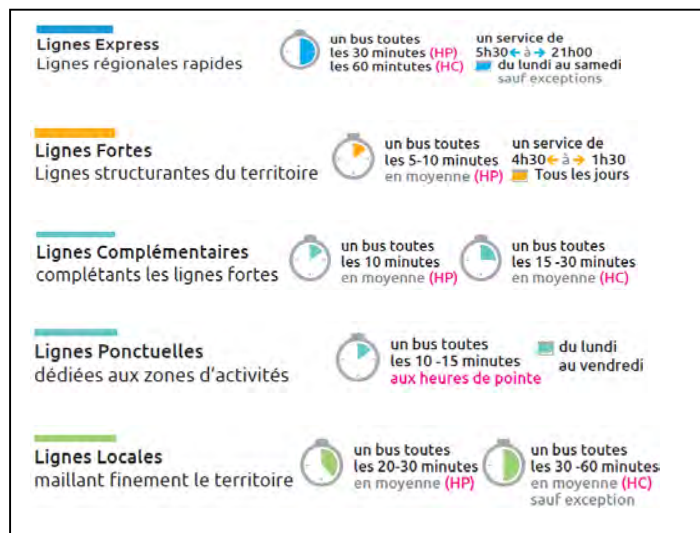 Lignes Express
Lignes régionales rapides
un bus toutes
les 30 minutes (HP)
les 60 mintutes (HC)
un service de
5h30 ← à → 21h00
du lundi au samedi
sauf exceptions
Lignes Fortes
Lignes structurantes du territoire
un bus toutes
les 5-10 minutes
en moyenne (HP)
un service de
4h30 ← à → 1h30
Tous les jours
Lignes Complémentaires
complétants les lignes fortes
un bus toutes
les 10 minutes
en moyenne (HP)
un bus toutes
les 15 -30 minutes
en moyenne (HC)
Lignes Ponctuelles
dédiées aux zones d'activités
un bus toutes
les 10 -15 minutes
aux heures de pointe
du lundi
au vendredi
Lignes Locales
maillant finement le territoire
un bus toutes
les 20-30 minutes
en moyenne (HP)
un bus toutes
les 30 -60 minutes
en moyenne (HC)
sauf exception